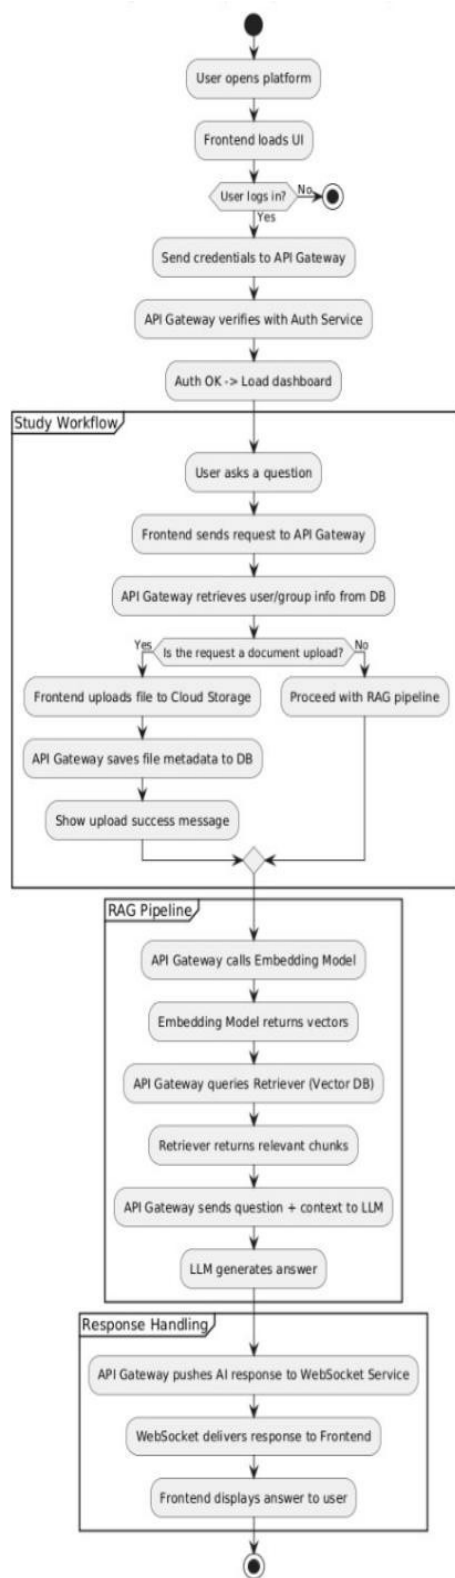 User opens platform
Frontend loads UI
User logs in?
No
Yes
Send credentials to API Gateway
API Gateway verifies with Auth Service
Auth OK -> Load dashboard
Study Workflow
User asks a question
Frontend sends request to API Gateway
API Gateway retrieves user/group info from DB
Yes
Is the request a document upload?
No
Frontend uploads file to Cloud Storage
Proceed with RAG pipeline
API Gateway saves file metadata to DB
Show upload success message
RAG Pipeline
API Gateway calls Embedding Model
Embedding Model returns vectors
API Gateway queries Retriever (Vector DB)
Retriever returns relevant chunks
API Gateway sends question + context to LLM
LLM generates answer
Response Handling
API Gateway pushes AI response to WebSocket Service
WebSocket delivers response to Frontend
Frontend displays answer to user